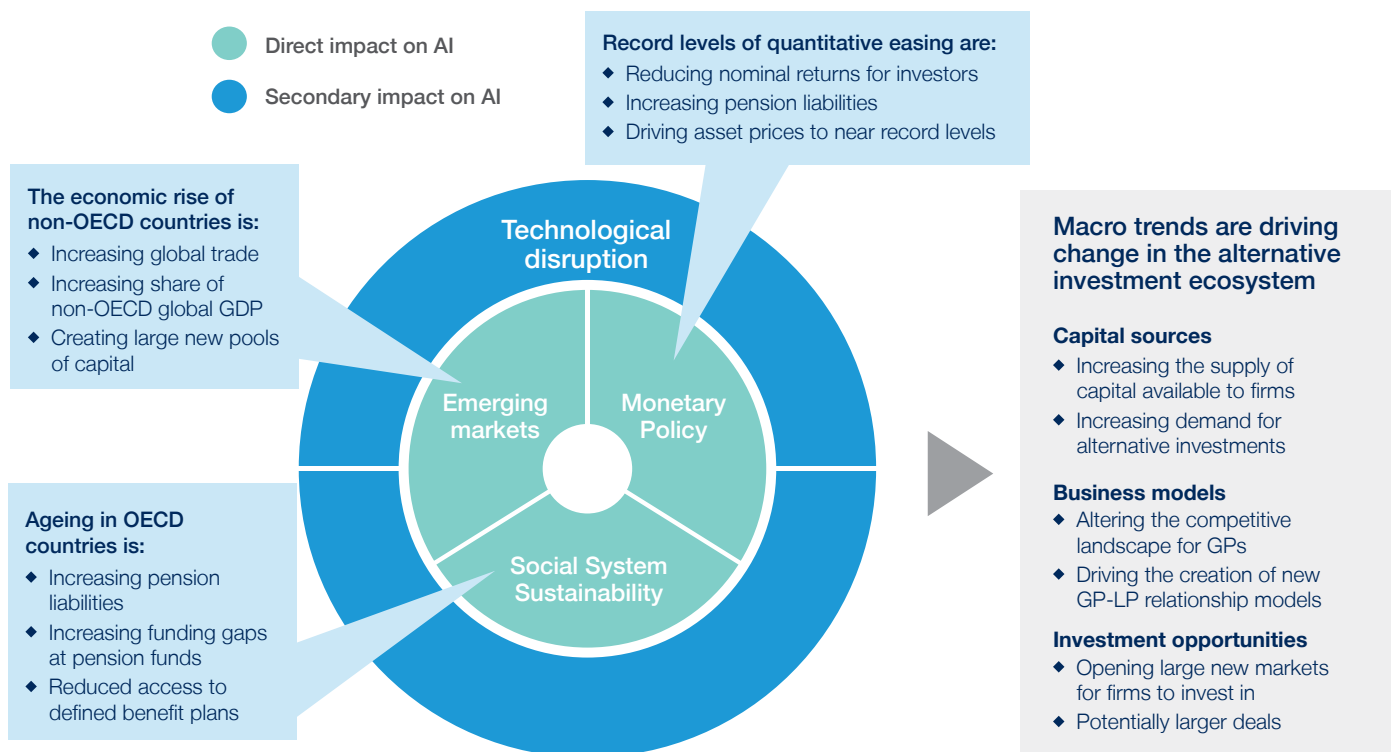 Direct impact on AI
Secondary impact on AI
Record levels of quantitative easing are:
◆ Reducing nominal returns for investors
◆ Increasing pension liabilities
◆ Driving asset prices to near record levels
The economic rise of
non-OECD countries is:
◆ Increasing global trade
◆ Increasing share of
non-OECD global GDP
◆ Creating large new pools
of capital
Technological
disruption
Emerging
markets
Monetary
Policy
Social System
Sustainability
Ageing in OECD
countries is:
◆ Increasing pension
liabilities
◆ Increasing funding gaps
at pension funds
◆ Reduced access to
defined benefit plans
Macro trends are driving
change in the alternative
investment ecosystem
Capital sources
◆ Increasing the supply of
capital available to firms
◆ Increasing demand for
alternative investments
Business models
◆ Altering the competitive
landscape for GPs
◆ Driving the creation of new
GP-LP relationship models
Investment opportunities
◆ Opening large new markets
for firms to invest in
◆ Potentially larger deals